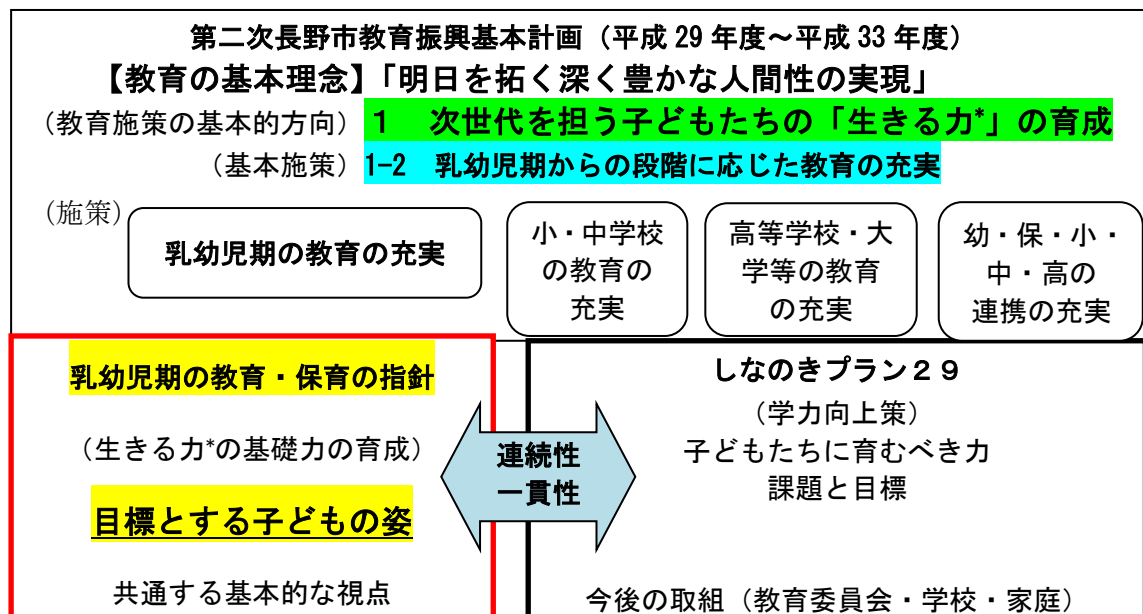 第二次長野市教育振興基本計画（平成 29 年度～平成 33 年度）
【教育の基本理念】「明日を拓く深く豊かな人間性の実現」
（教育施策の基本的方向）１　次世代を担う子どもたちの「生きる力*」の育成
（基本施策）1-2　乳幼児期からの段階に応じた教育の充実
（施策）
乳幼児期の教育の充実
小・中学校
の教育の
充実
高等学校・大
学等の教育
の充実
幼・保・小・
中・高の
連携の充実
乳幼児期の教育・保育の指針
（生きる力*の基礎力の育成）
目標とする子どもの姿
共通する基本的な視点
連続性
一貫性
しなのきプラン２９
（学力向上策）
子どもたちに育むべき力
課題と目標
今後の取組（教育委員会・学校・家庭）